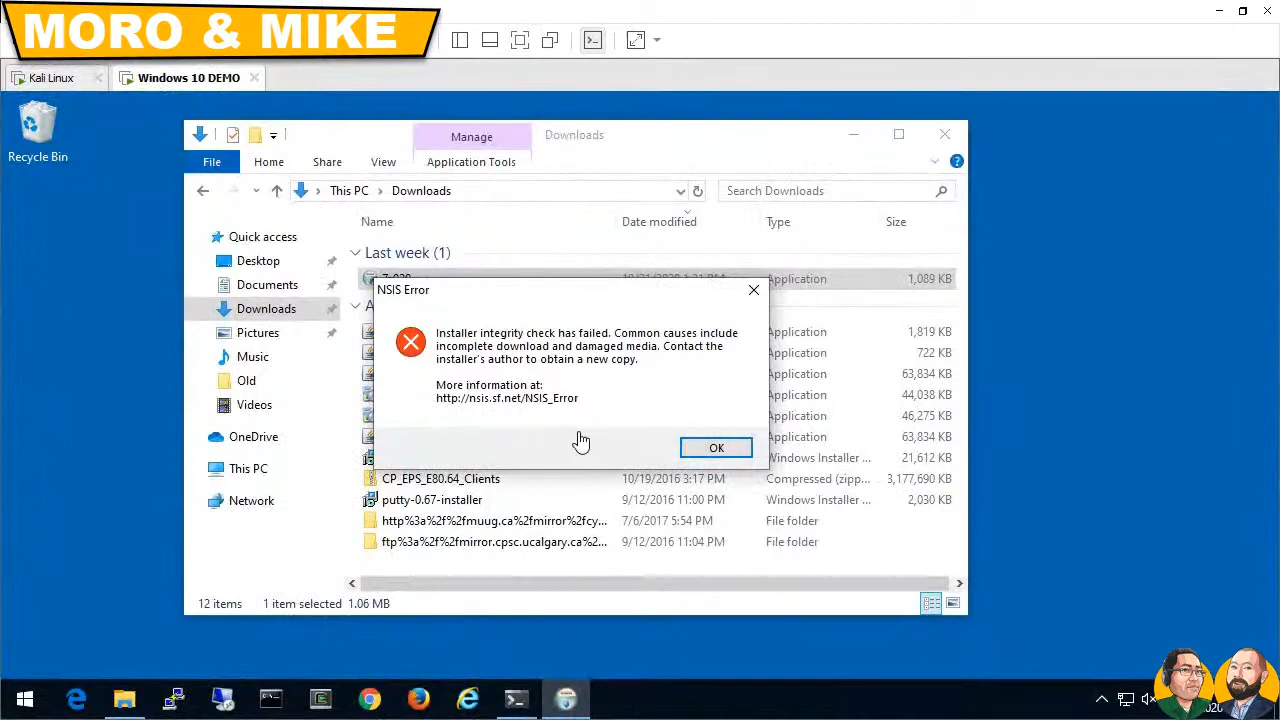 MORO & MIKE
Kali Linux
Windows 10 DEMO
Recycle Bin
Manage
Downloads
File
Home
Share
View
Application Tools
This PC
Downloads
Search Downloads
Name
Date modified
Type
Size
Quick access
Desktop
Documents
Downloads
Pictures
Music
Old
Videos
OneDrive
This PC
Network
Last week (1)
Application
1,089 KB
NSIS Error
Installer integrity check has failed. Common causes include
incomplete download and damaged media. Contact the
installer's author to obtain a new copy.
More information at:
http://nsis.sf.net/NSIS_Error
OK
Application
1,819 KB
Application
722 KB
Application
63,834 KB
Application
44,038 KB
Application
46,275 KB
Application
63,834 KB
Windows Installer ...
21,612 KB
CP_EPS_E80.64_Clients
10/19/2016 3:17 PM
Compressed (zipp...
3,177,690 KB
putty-0.67-installer
9/12/2016 11:00 PM
Windows Installer ...
2,030 KB
http%3a%2f%2fmuug.ca%2fmirror%2fcy...
7/6/2017 5:54 PM
File folder
ftp%3a%2f%2fmirror.cpsc.ucalgary.ca%2...
9/12/2016 11:04 PM
File folder
12 items
1 item selected
1.06 MB